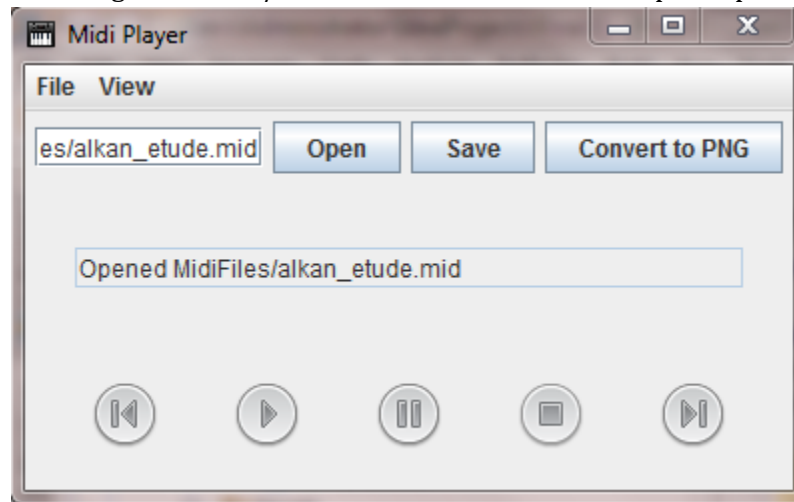 Midi Player
File View
es/alkan_etude.mid Open Save Convert to PNG
Opened MidiFiles/alkan_etude.mid